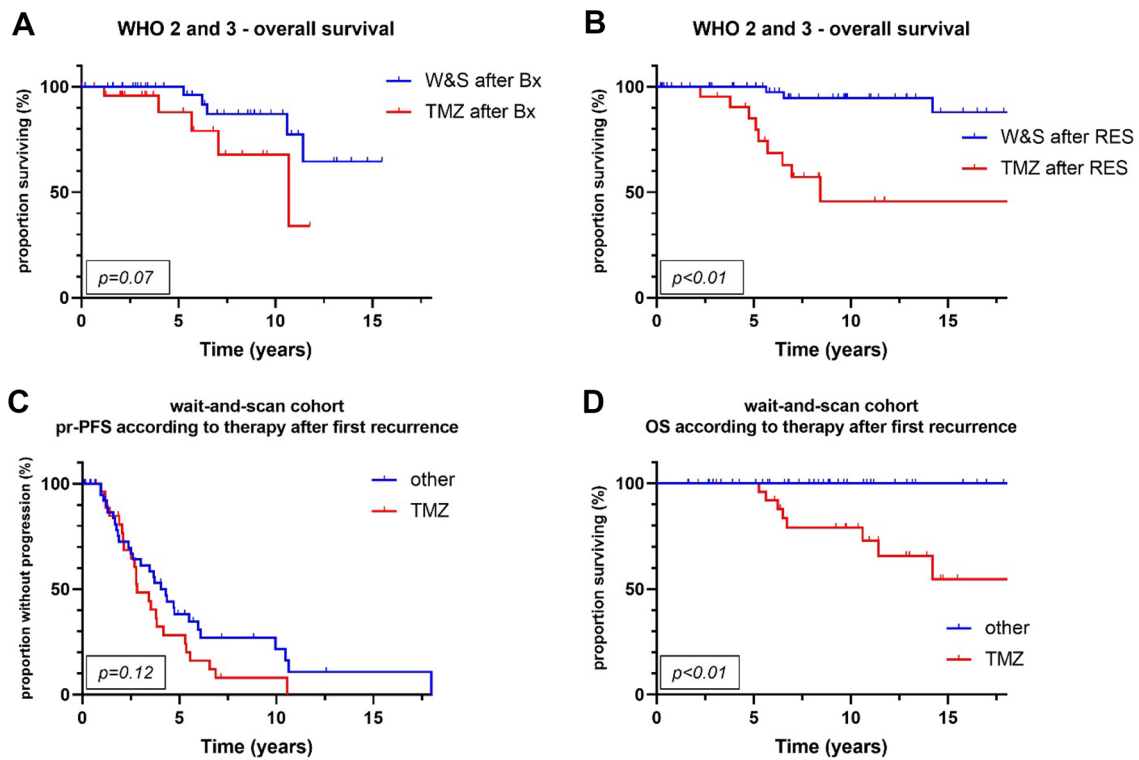 A
WHO 2 and 3 - overall survival
proportion surviving (%)
100
50
0
W&S after Bx
TMZ after Bx
p=0.07
0 5 10 15
Time (years)
B
WHO 2 and 3 - overall survival
proportion surviving (%)
100
50
0
W&S after RES
TMZ after RES
p<0.01
0 5 10 15
Time (years)
C
wait-and-scan cohort
pr-PFS according to therapy after first recurrence
proportion without progression (%)
100
50
0
other
TMZ
p=0.12
0 5 10 15
Time (years)
D
wait-and-scan cohort
OS according to therapy after first recurrence
proportion surviving (%)
100
50
0
other
TMZ
p<0.01
0 5 10 15
Time (years)